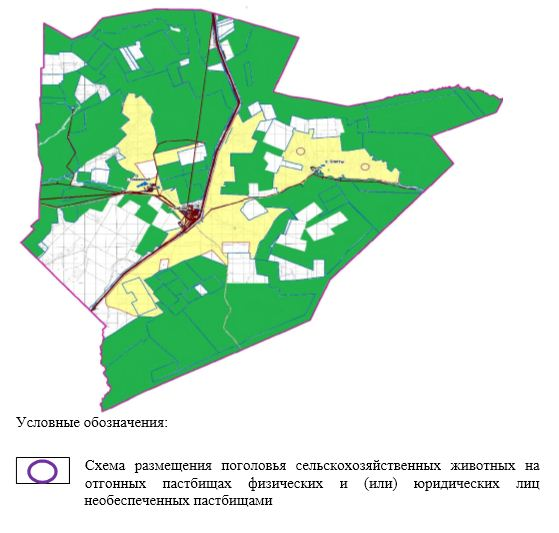 Условные обозначения:
Схема размещения поголовья сельскохозяйственных животных на
отгонных пастбищах физических и (или) юридических лиц
необеспеченных пастбищами